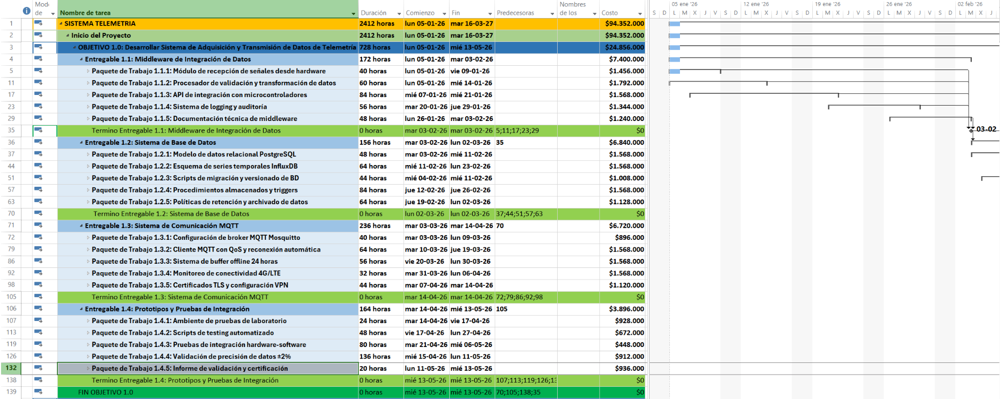 Modo de Nombre de tarea Duración Comienzo Fin Predecesoras Nombres de los Costo
05 ene '26 12 ene '26 19 ene '26 26 ene '26 02 feb '26
S D L M X J V S D L M X J V S D L M X J V S D L M X J V S D L M X J
1 SISTEMA TELEMETRIA 2412 horas lun 05-01-26 mar 16-03-27 $94.352.000
2 Inicio del Proyecto 2412 horas lun 05-01-26 mar 16-03-27 $94.352.000
3 OBJETIVO 1.0: Desarrollar Sistema de Adquisición y Transmisión de Datos de Telemetría 728 horas lun 05-01-26 mié 13-05-26 $24.856.000
4 Entregable 1.1: Middleware de Integración de Datos 172 horas lun 05-01-26 mar 03-02-26 $7.400.000
5 Paquete de Trabajo 1.1.1: Módulo de recepción de señales desde hardware 40 horas lun 05-01-26 vie 09-01-26 $1.456.000
11 Paquete de Trabajo 1.1.2: Procesador de validación y transformación de datos 60 horas lun 05-01-26 mié 14-01-26 $1.792.000
17 Paquete de Trabajo 1.1.3: API de integración con microcontroladores 84 horas mié 07-01-26 mié 21-01-26 $1.568.000
23 Paquete de Trabajo 1.1.4: Sistema de logging y auditoría 56 horas mar 20-01-26 jue 29-01-26 $1.344.000
29 Paquete de Trabajo 1.1.5: Documentación técnica de middleware 48 horas lun 26-01-26 mar 03-02-26 $1.240.000
35 Termino Entregable 1.1: Middleware de Integración de Datos 0 horas mar 03-02-26 mar 03-02-26 5;11;17;23;29 $0 03-02
36 Entregable 1.2: Sistema de Base de Datos 156 horas mar 03-02-26 lun 02-03-26 35 $6.840.000
37 Paquete de Trabajo 1.2.1: Modelo de datos relacional PostgreSQL 48 horas mar 03-02-26 mié 11-02-26 $1.568.000
44 Paquete de Trabajo 1.2.2: Esquema de series temporales InfluxDB 64 horas mié 11-02-26 lun 23-02-26 $1.568.000
51 Paquete de Trabajo 1.2.3: Scripts de migración y versionado de BD 44 horas mié 04-02-26 mié 11-02-26 $1.008.000
57 Paquete de Trabajo 1.2.4: Procedimientos almacenados y triggers 84 horas jue 12-02-26 jue 26-02-26 $1.568.000
63 Paquete de Trabajo 1.2.5: Políticas de retención y archivado de datos 64 horas jue 19-02-26 lun 02-03-26 $1.128.000
70 Termino Entregable 1.2: Sistema de Base de Datos 0 horas lun 02-03-26 lun 02-03-26 37;44;51;57;63 $0
71 Entregable 1.3: Sistema de Comunicación MQTT 236 horas mar 03-03-26 mar 14-04-26 70 $6.720.000
72 Paquete de Trabajo 1.3.1: Configuración de broker MQTT Mosquitto 40 horas mar 03-03-26 lun 09-03-26 $896.000
79 Paquete de Trabajo 1.3.2: Cliente MQTT con QoS y reconexión automática 64 horas mar 10-03-26 jue 19-03-26 $1.568.000
86 Paquete de Trabajo 1.3.3: Sistema de buffer offline 24 horas 56 horas vie 20-03-26 lun 30-03-26 $1.568.000
92 Paquete de Trabajo 1.3.4: Monitoreo de conectividad 4G/LTE 32 horas mar 31-03-26 lun 06-04-26 $1.568.000
98 Paquete de Trabajo 1.3.5: Certificados TLS y configuración VPN 44 horas mar 07-04-26 mar 14-04-26 $1.120.000
105 Termino Entregable 1.3: Sistema de Comunicación MQTT 0 horas mar 14-04-26 mar 14-04-26 72;79;86;92;98 $0
106 Entregable 1.4: Prototipos y Pruebas de Integración 164 horas mar 14-04-26 mié 13-05-26 105 $3.896.000
107 Paquete de Trabajo 1.4.1: Ambiente de pruebas de laboratorio 24 horas mar 14-04-26 vie 17-04-26 $928.000
113 Paquete de Trabajo 1.4.2: Scripts de testing automatizado 48 horas vie 17-04-26 lun 27-04-26 $672.000
119 Paquete de Trabajo 1.4.3: Pruebas de integración hardware-software 80 horas mar 21-04-26 mié 06-05-26 $448.000
126 Paquete de Trabajo 1.4.4: Validación de precisión de datos ±2% 136 horas mié 15-04-26 lun 11-05-26 $912.000
132 Paquete de Trabajo 1.4.5: Informe de validación y certificación 20 horas lun 11-05-26 mié 13-05-26 $936.000
138 Termino Entregable 1.4: Prototipos y Pruebas de Integración 0 horas mié 13-05-26 mié 13-05-26 107;113;119;126;13 $0
139 FIN OBJETIVO 1.0 0 horas mié 13-05-26 mié 13-05-26 70;105;138;35 $0